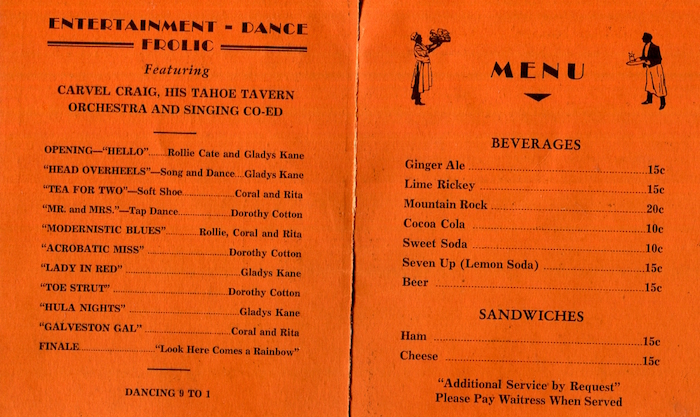 ENTERTAINMENT - DANCE
FROLIC
Featuring
CARVEL CRAIG, HIS TAHOE TAVERN
ORCHESTRA AND SINGING CO-ED
OPENING—"HELLO"......Rollie Cate and Gladys Kane
"HEAD OVERHEELS"—Song and Dance...Gladys Kane
"TEA FOR TWO"—Soft Shoe..................Coral and Rita
"MR. and MRS."—Tap Dance..................Dorothy Cotton
"MODERNISTIC BLUES"...........Rollie, Coral and Rita
"ACROBATIC MISS" ............................Dorothy Cotton
"LADY IN RED" ........................................Gladys Kane
"TOE STRUT" ........................................Dorothy Cotton
"HULA NIGHTS" ........................................Gladys Kane
"GALVESTON GAL" ..............................Coral and Rita
FINALE.........................."Look Here Comes a Rainbow"
DANCING 9 TO 1
MENU
BEVERAGES
Ginger Ale ........................................15c
Lime Rickey ........................................15c
Mountain Rock ........................................20c
Cocoa Cola ........................................10c
Sweet Soda ........................................10c
Seven Up (Lemon Soda) ..............................15c
Beer ........................................15c
SANDWICHES
Ham ........................................15c
Cheese ........................................15c
"Additional Service by Request"
Please Pay Waitress When Served